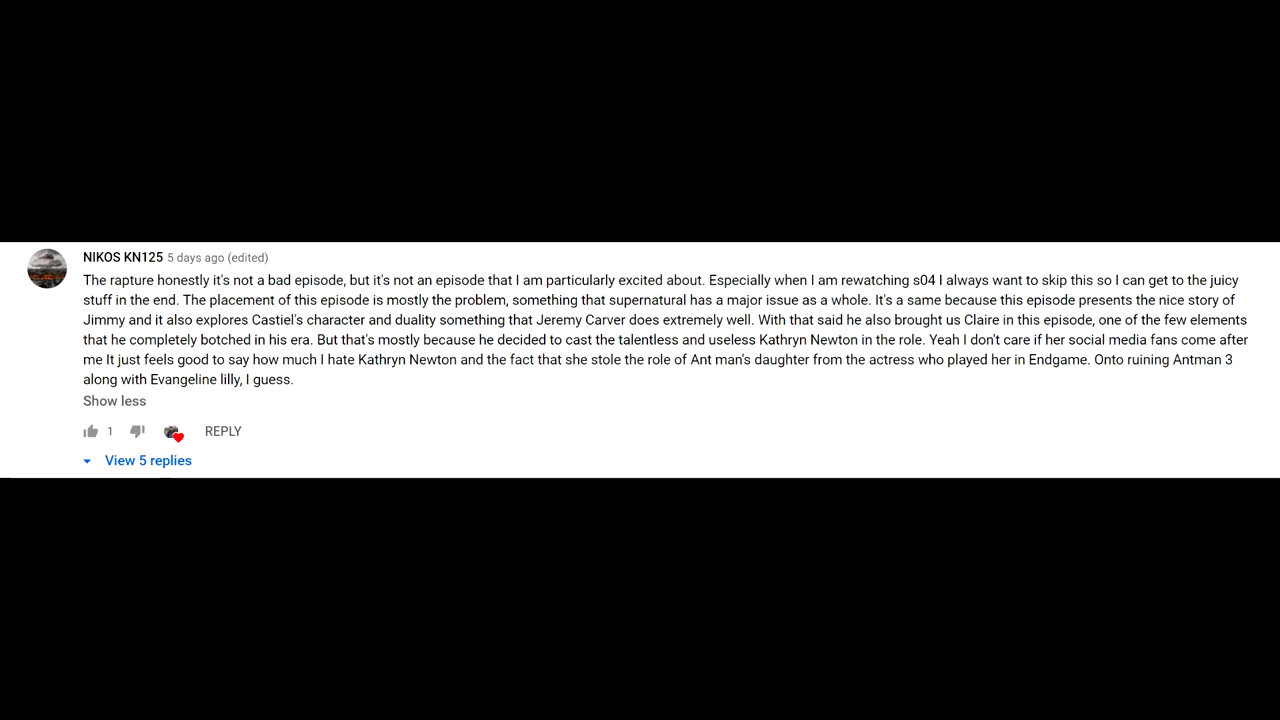 NIKOS KN125 5 days ago (edited)
The rapture honestly it's not a bad episode, but it's not an episode that I am particularly excited about. Especially when I am rewatching s04 I always want to skip this so I can get to the juicy
stuff in the end. The placement of this episode is mostly the problem, something that supernatural has a major issue as a whole. It's a same because this episode presents the nice story of
Jimmy and it also explores Castiel's character and duality something that Jeremy Carver does extremely well. With that said he also brought us Claire in this episode, one of the few elements
that he completely botched in his era. But that's mostly because he decided to cast the talentless and useless Kathryn Newton in the role. Yeah I don't care if her social media fans come after
me It just feels good to say how much I hate Kathryn Newton and the fact that she stole the role of Ant man's daughter from the actress who played her in Endgame. Onto ruining Antman 3
along with Evangeline lilly, I guess.
Show less
1 REPLY
View 5 replies